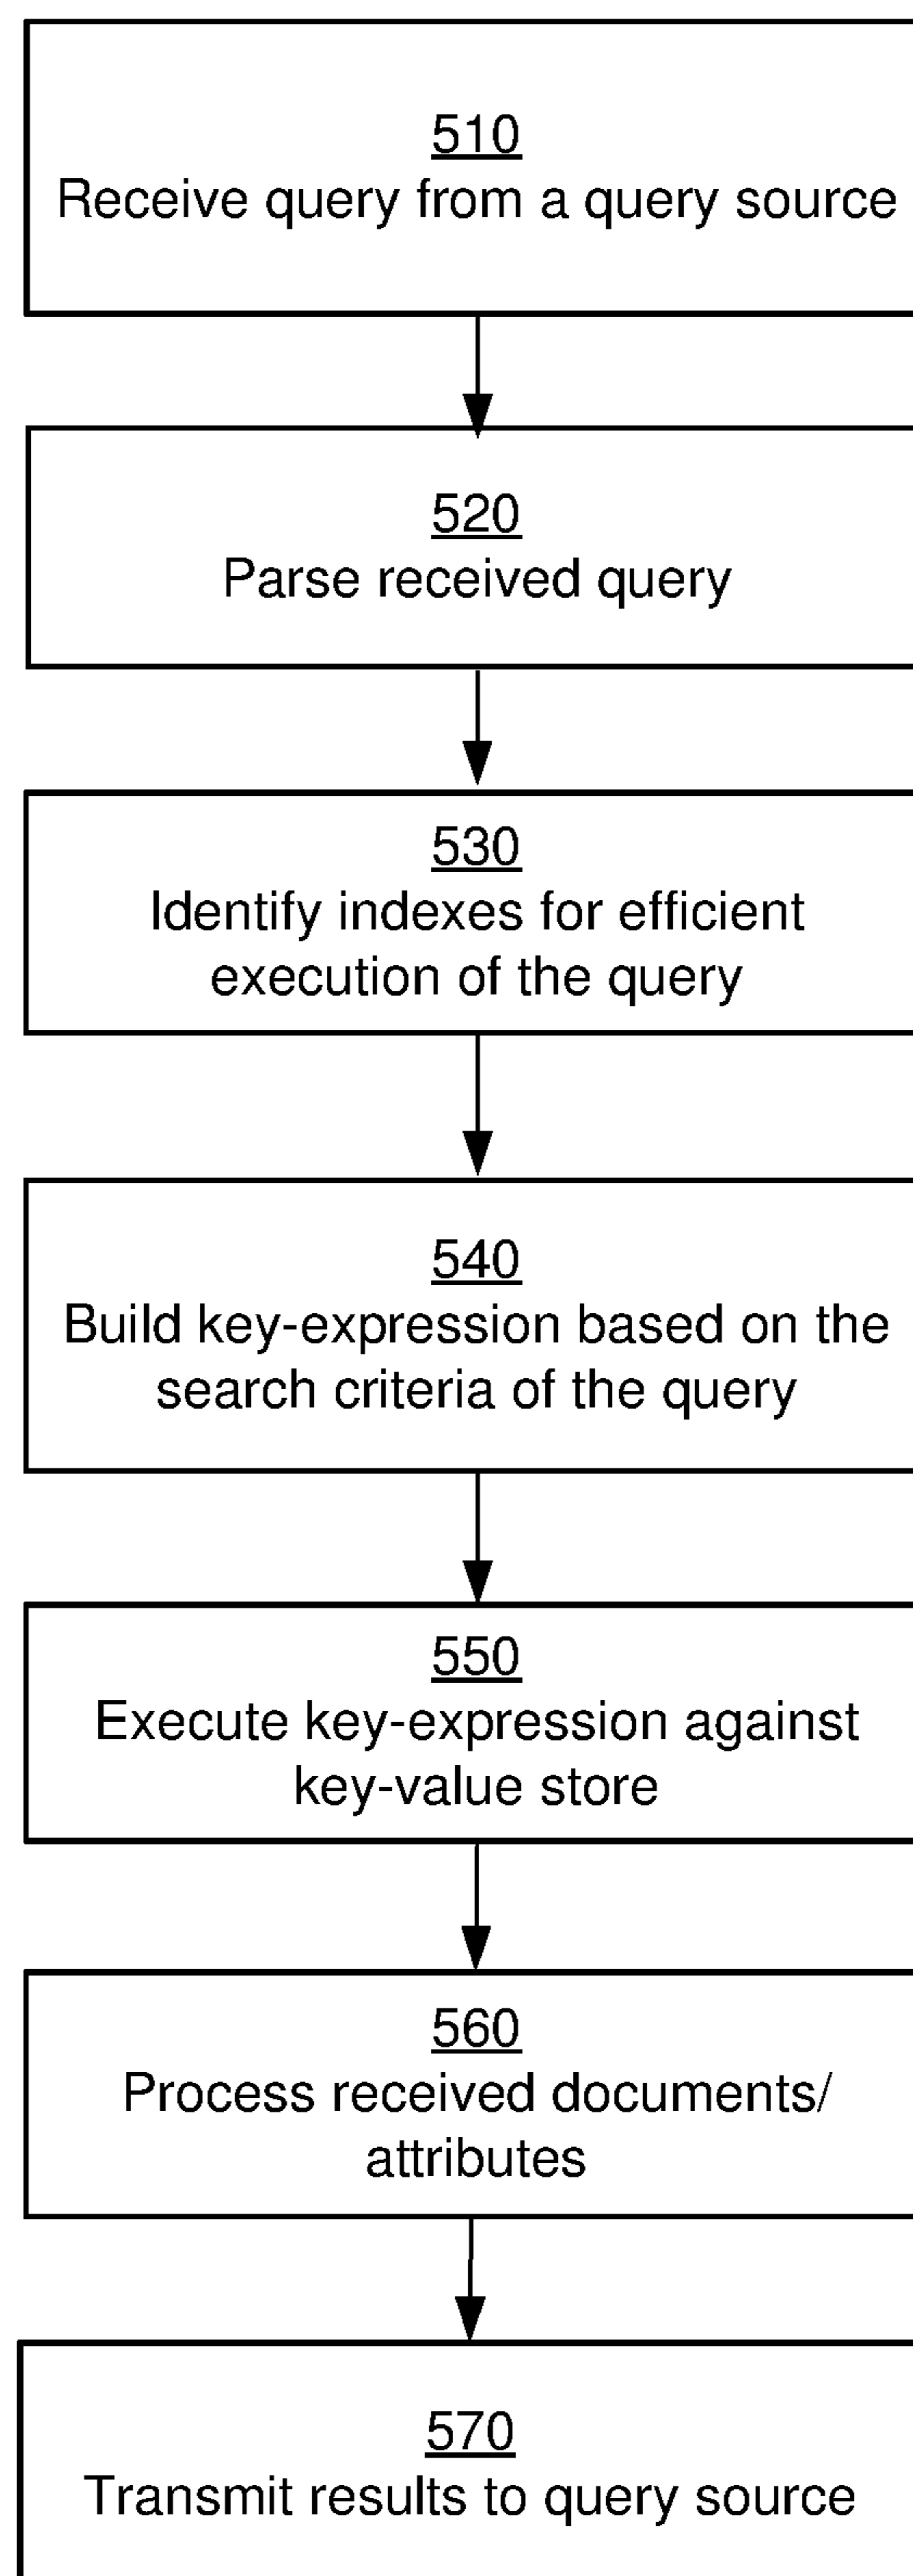 510
Receive query from a query source
520
Parse received query
530
Identify indexes for efficient
execution of the query
540
Build key-expression based on the
search criteria of the query
550
Execute key-expression against
key-value store
560
Process received documents/
attributes
570
Transmit results to query source